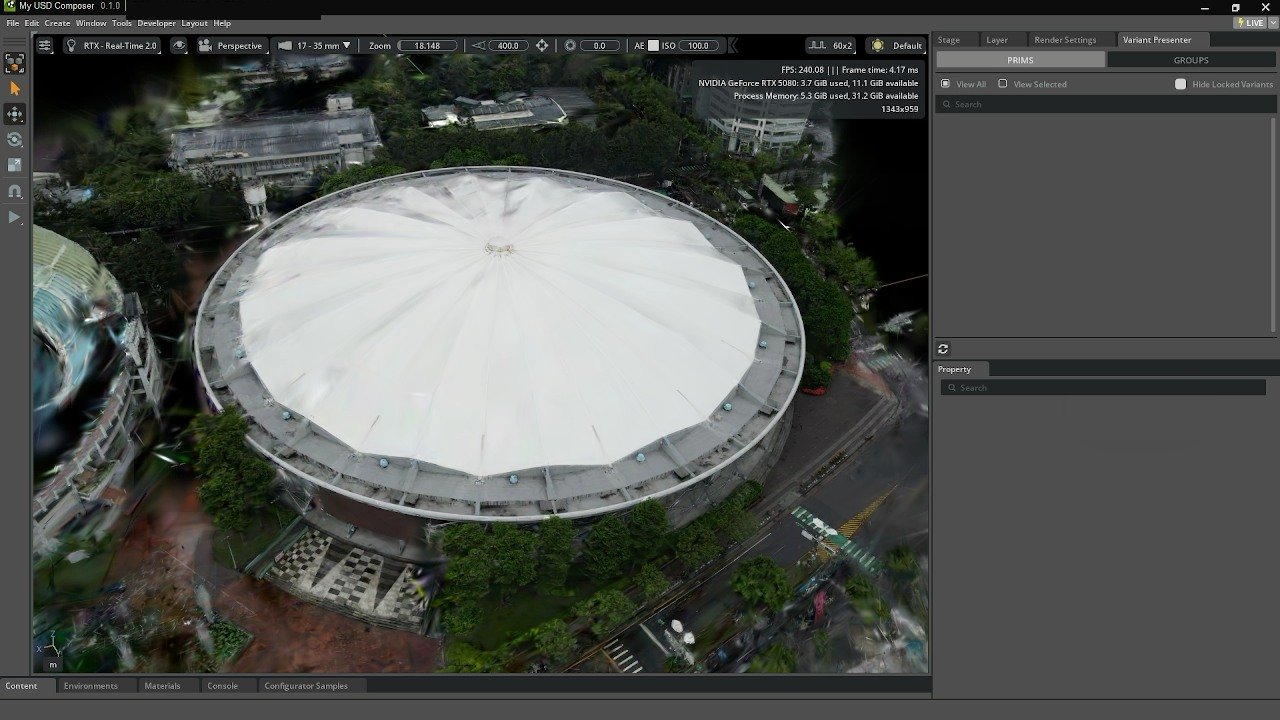 My USD Composer 0.1.0
File Edit Create Window Tools Developer Layout Help
LIVE
RTX - Real-Time 2.0
Perspective
17 - 35 mm
Zoom 18.148
400.0
0.0
AE ISO 100.0
60x2
Default
FPS: 240.08 ||| Frame time: 4.17 ms
NVIDIA GeForce RTX 5080: 3.7 GiB used, 11.1 GiB available
Process Memory: 5.3 GiB used, 31.2 GiB available
1343x959
Stage Layer Render Settings Variant Presenter
PRIMS GROUPS
View All View Selected Hide Locked Variants
Search
Property
Search
X
m
Content Environments Materials Console Configurator Samples